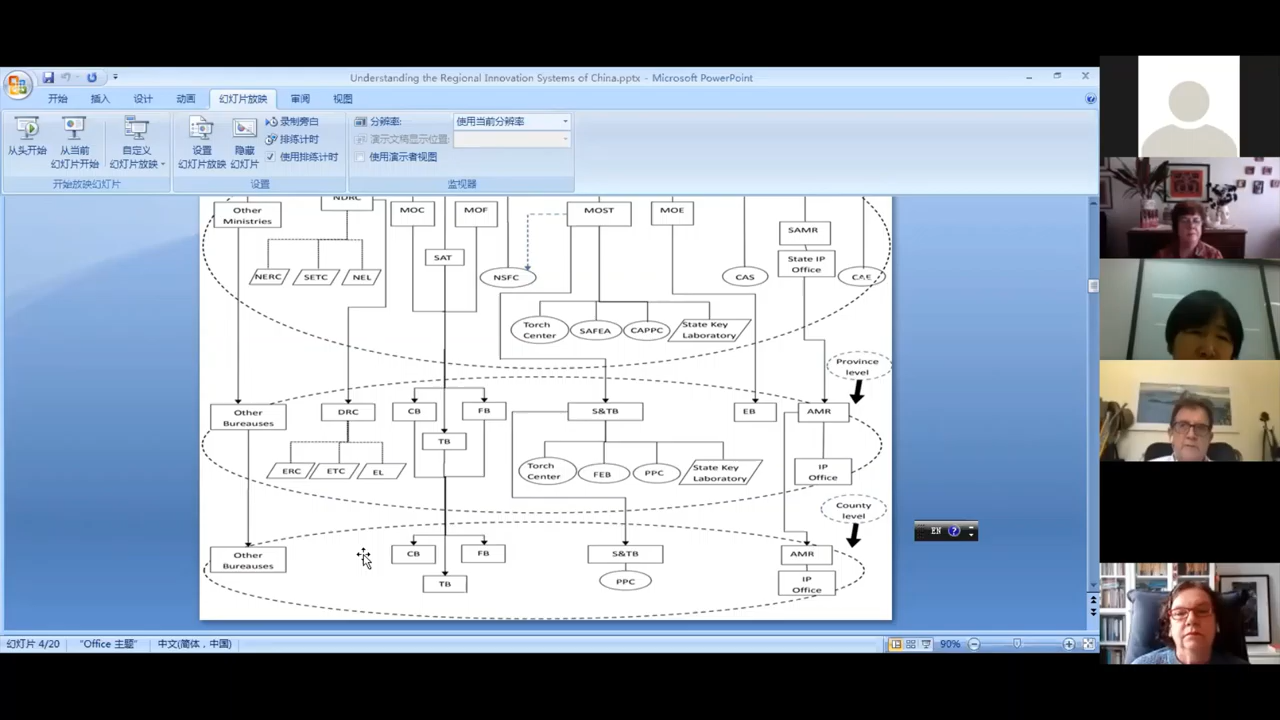 Understanding the Regional Innovation Systems of China.pptx - Microsoft PowerPoint
开始 插入 设计 动画 幻灯片放映 审阅 视图
从头开始
从当前
幻灯片开始
自定义
幻灯片放映
开始放映幻灯片
设置
幻灯片放映
隐藏
幻灯片
录制旁白
排练计时
使用排练计时
设置
分辨率:
使用当前分辨率
演示文稿显示位置:
使用演示者视图
监视器
Other
Ministries
NDRC
MOC
MOF
MOST
MOE
SAMR
SAT
State IP
Office
NERC
SETC
NEL
NSFC
CAS
CAE
Torch
Center
SAFEA
CAPPC
State Key
Laboratory
Province
level
Other
Bureauses
DRC
CB
FB
S&TB
EB
AMR
TB
ERC
ETC
EL
Torch
Center
FEB
PPC
State Key
Laboratory
IP
Office
County
level
EN
Other
Bureauses
CB
FB
S&TB
AMR
TB
PPC
IP
Office
幻灯片 4/20
"Office 主题"
中文(简体，中国)
90%